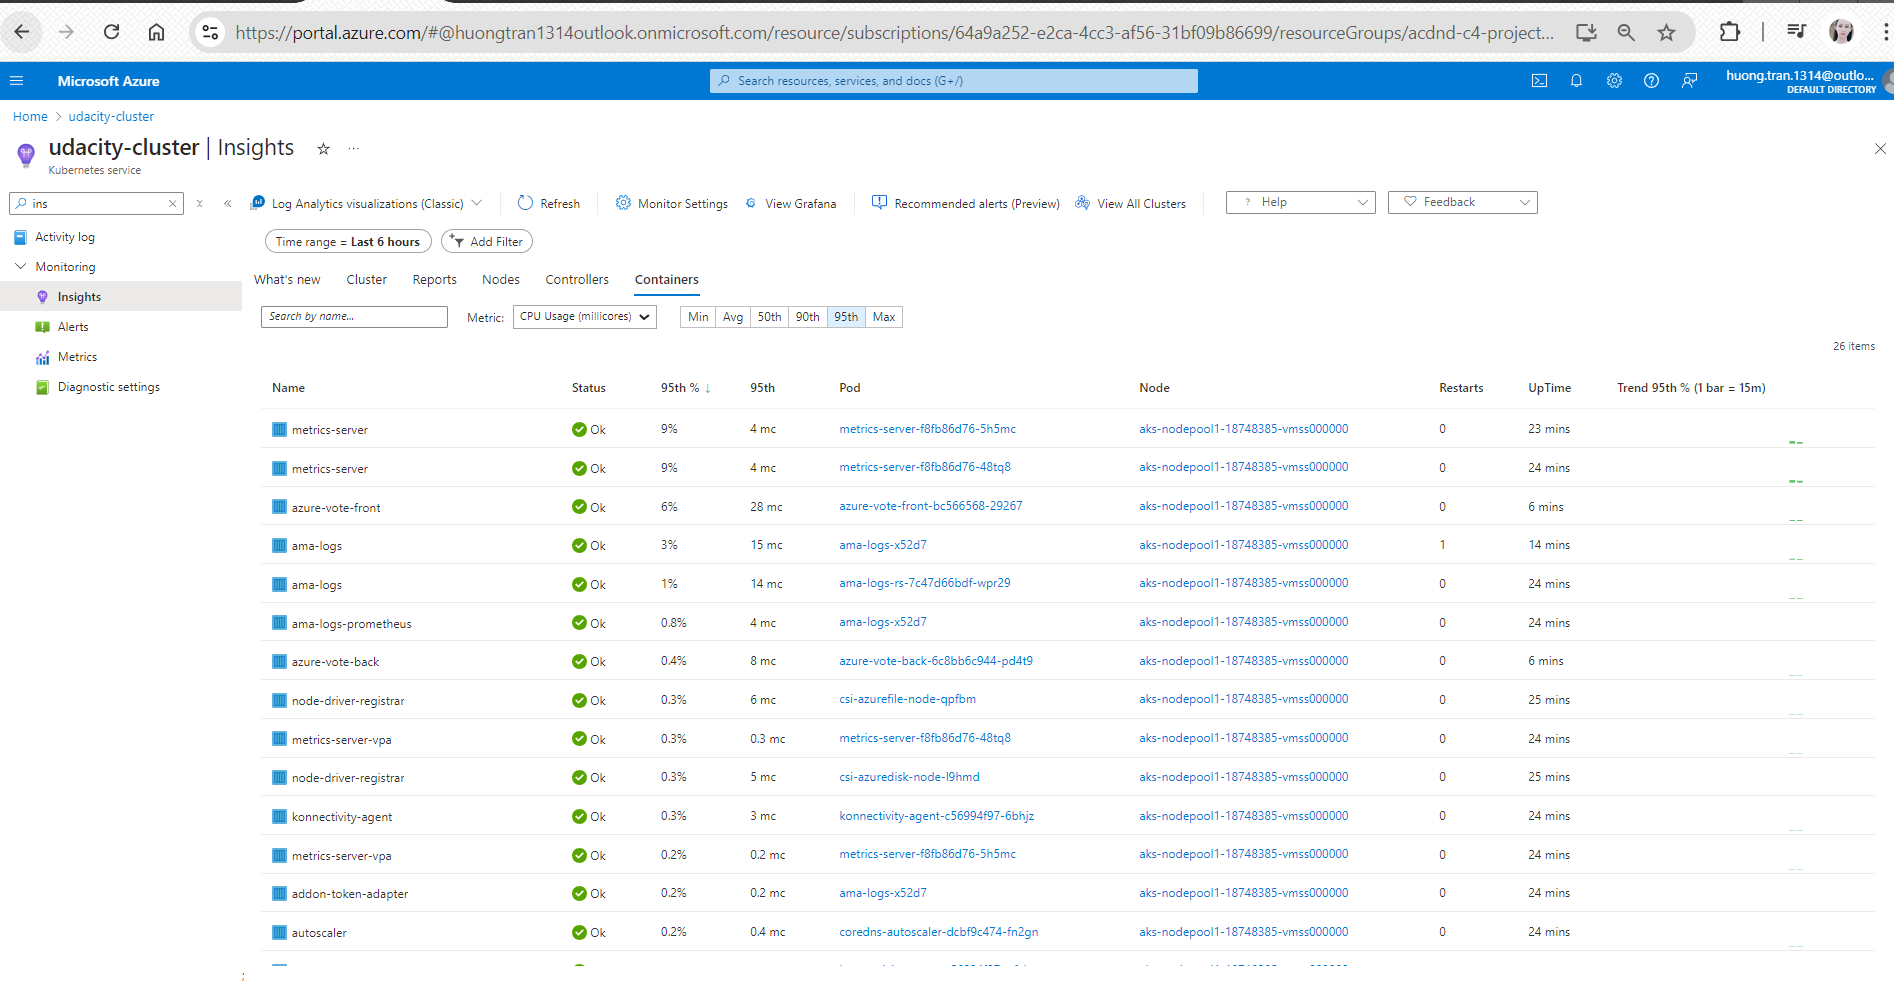 https://portal.azure.com/#@huongtran1314outlook.onmicrosoft.com/resource/subscriptions/64a9a252-e2ca-4cc3-af56-31bf09b86699/resourceGroups/acdnd-c4-project...
Microsoft Azure
Search resources, services, and docs (G+/)
huong.tran.1314@outlo...
DEFAULT DIRECTORY
Home > udacity-cluster
udacity-cluster | Insights ...
Kubernetes service
ins
Log Analytics visualizations (Classic) Refresh Monitor Settings View Grafana Recommended alerts (Preview) View All Clusters ? Help Feedback
Activity log
Monitoring
Insights
Alerts
Metrics
Diagnostic settings
Time range = Last 6 hours Add Filter
What's new Cluster Reports Nodes Controllers Containers
Search by name... Metric: CPU Usage (millicores) Min Avg 50th 90th 95th Max
26 items
Name Status 95th % ↓ 95th Pod Node Restarts UpTime Trend 95th % (1 bar = 15m)
metrics-server Ok 9% 4 mc metrics-server-f8fb86d76-5h5mc aks-nodepool1-18748385-vmss000000 0 23 mins
metrics-server Ok 9% 4 mc metrics-server-f8fb86d76-48tq8 aks-nodepool1-18748385-vmss000000 0 24 mins
azure-vote-front Ok 6% 28 mc azure-vote-front-bc566568-29267 aks-nodepool1-18748385-vmss000000 0 6 mins
ama-logs Ok 3% 15 mc ama-logs-x52d7 aks-nodepool1-18748385-vmss000000 1 14 mins
ama-logs Ok 1% 14 mc ama-logs-rs-7c47d66bdf-wpr29 aks-nodepool1-18748385-vmss000000 0 24 mins
ama-logs-prometheus Ok 0.8% 4 mc ama-logs-x52d7 aks-nodepool1-18748385-vmss000000 0 24 mins
azure-vote-back Ok 0.4% 8 mc azure-vote-back-6c8bb6c944-pd4t9 aks-nodepool1-18748385-vmss000000 0 6 mins
node-driver-registrar Ok 0.3% 6 mc csi-azurefile-node-qpfbm aks-nodepool1-18748385-vmss000000 0 25 mins
metrics-server-vpa Ok 0.3% 0.3 mc metrics-server-f8fb86d76-48tq8 aks-nodepool1-18748385-vmss000000 0 24 mins
node-driver-registrar Ok 0.3% 5 mc csi-azuredisk-node-l9hmd aks-nodepool1-18748385-vmss000000 0 25 mins
konnectivity-agent Ok 0.3% 3 mc konnectivity-agent-c56994f97-6bhjz aks-nodepool1-18748385-vmss000000 0 24 mins
metrics-server-vpa Ok 0.2% 0.2 mc metrics-server-f8fb86d76-5h5mc aks-nodepool1-18748385-vmss000000 0 24 mins
addon-token-adapter Ok 0.2% 0.2 mc ama-logs-x52d7 aks-nodepool1-18748385-vmss000000 0 24 mins
autoscaler Ok 0.2% 0.4 mc coredns-autoscaler-dcbf9c474-fn2gn aks-nodepool1-18748385-vmss000000 0 24 mins
;